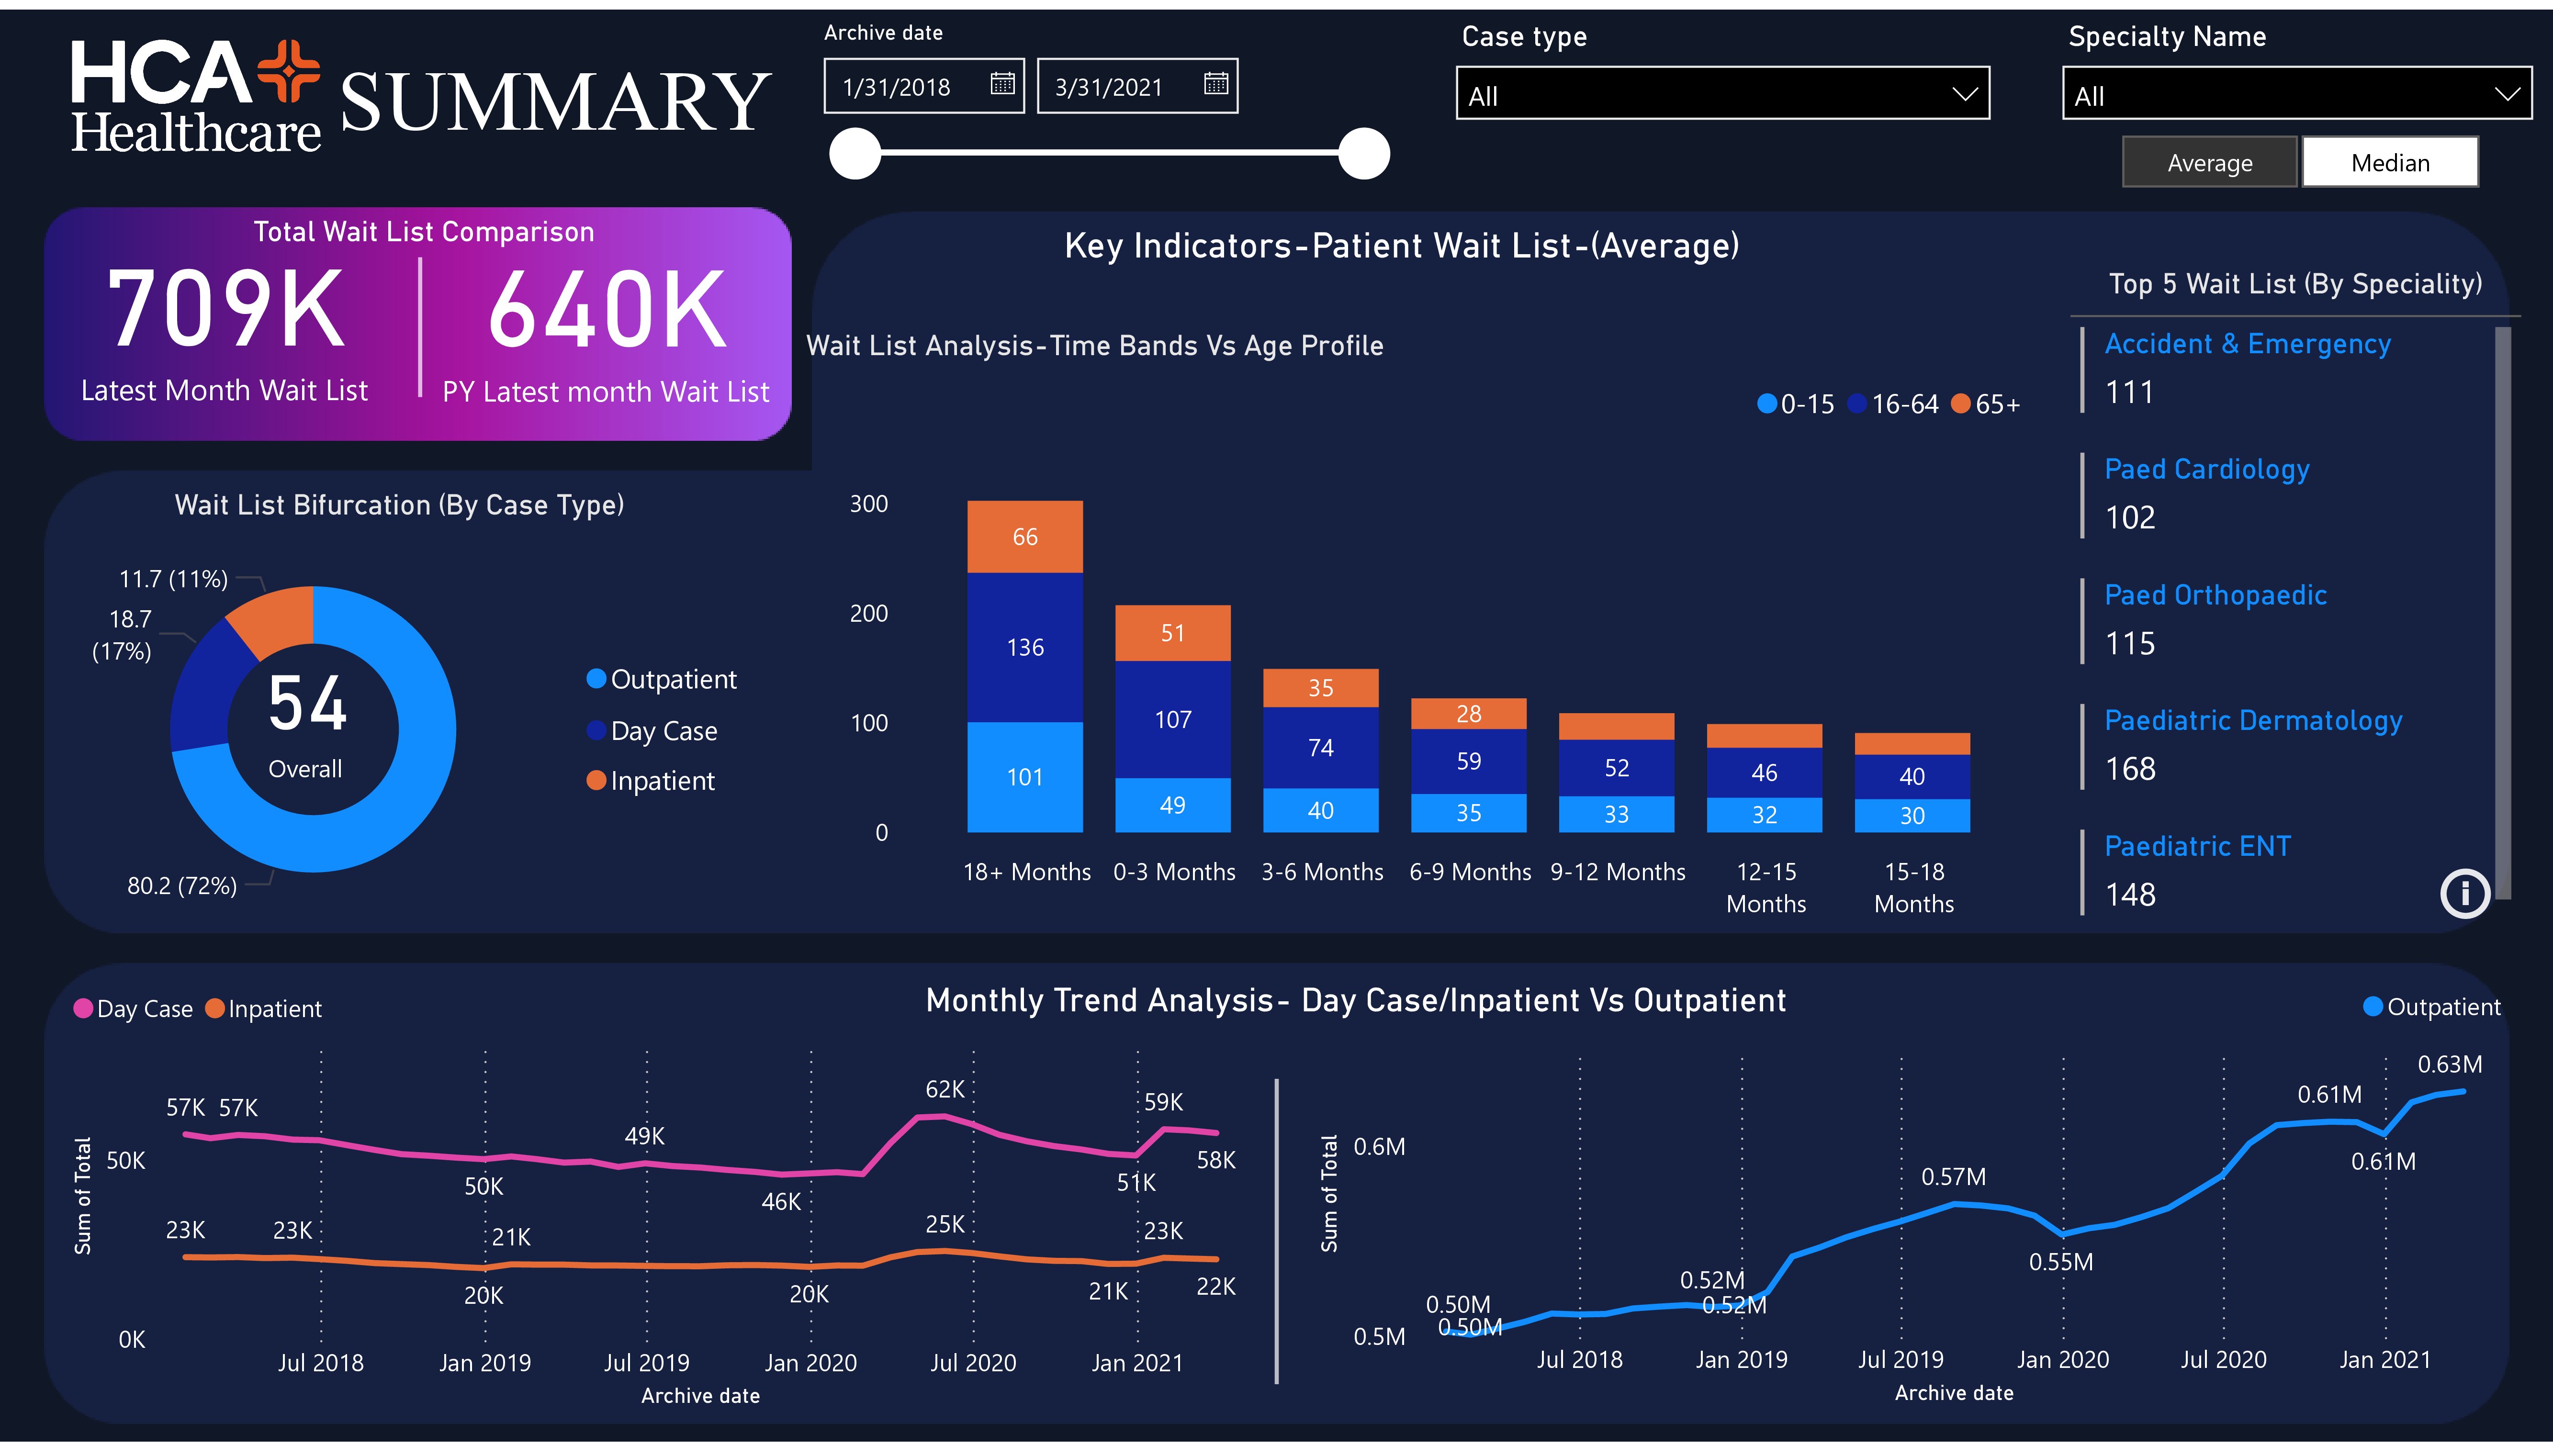 HCA
Healthcare
SUMMARY
Archive date
1/31/2018
3/31/2021
Case type
All
Specialty Name
All
Average
Median
Total Wait List Comparison
709K
Latest Month Wait List
640K
PY Latest month Wait List
Key Indicators-Patient Wait List-(Average)
Wait List Analysis-Time Bands Vs Age Profile
0-15
16-64
65+
300
200
100
0
66
136
101
51
107
49
35
74
40
28
59
35
52
33
46
32
40
30
18+ Months
0-3 Months
3-6 Months
6-9 Months
9-12 Months
12-15
Months
15-18
Months
Top 5 Wait List (By Speciality)
Accident & Emergency
111
Paed Cardiology
102
Paed Orthopaedic
115
Paediatric Dermatology
168
Paediatric ENT
148
i
Wait List Bifurcation (By Case Type)
11.7 (11%)
18.7
(17%)
54
Overall
80.2 (72%)
Outpatient
Day Case
Inpatient
Monthly Trend Analysis- Day Case/Inpatient Vs Outpatient
Day Case
Inpatient
Sum of Total
50K
0K
57K
57K
50K
49K
46K
62K
51K
59K
58K
23K
23K
20K
21K
20K
25K
21K
23K
22K
Jul 2018
Jan 2019
Jul 2019
Jan 2020
Jul 2020
Jan 2021
Archive date
Outpatient
Sum of Total
0.6M
0.5M
0.50M
0.50M
0.52M
0.52M
0.57M
0.55M
0.61M
0.61M
0.63M
Jul 2018
Jan 2019
Jul 2019
Jan 2020
Jul 2020
Jan 2021
Archive date